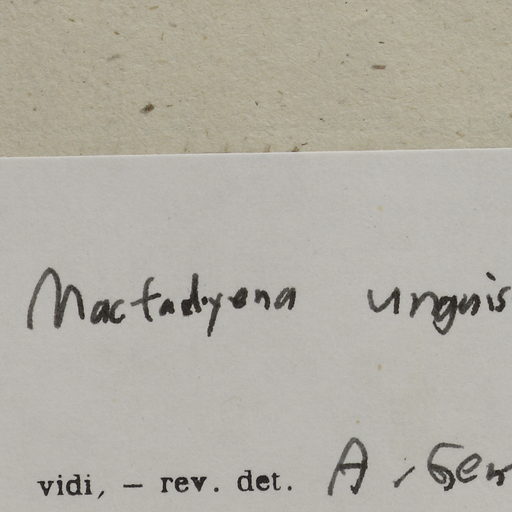 Macfadyena unguis
vidi, — rev. det. A.